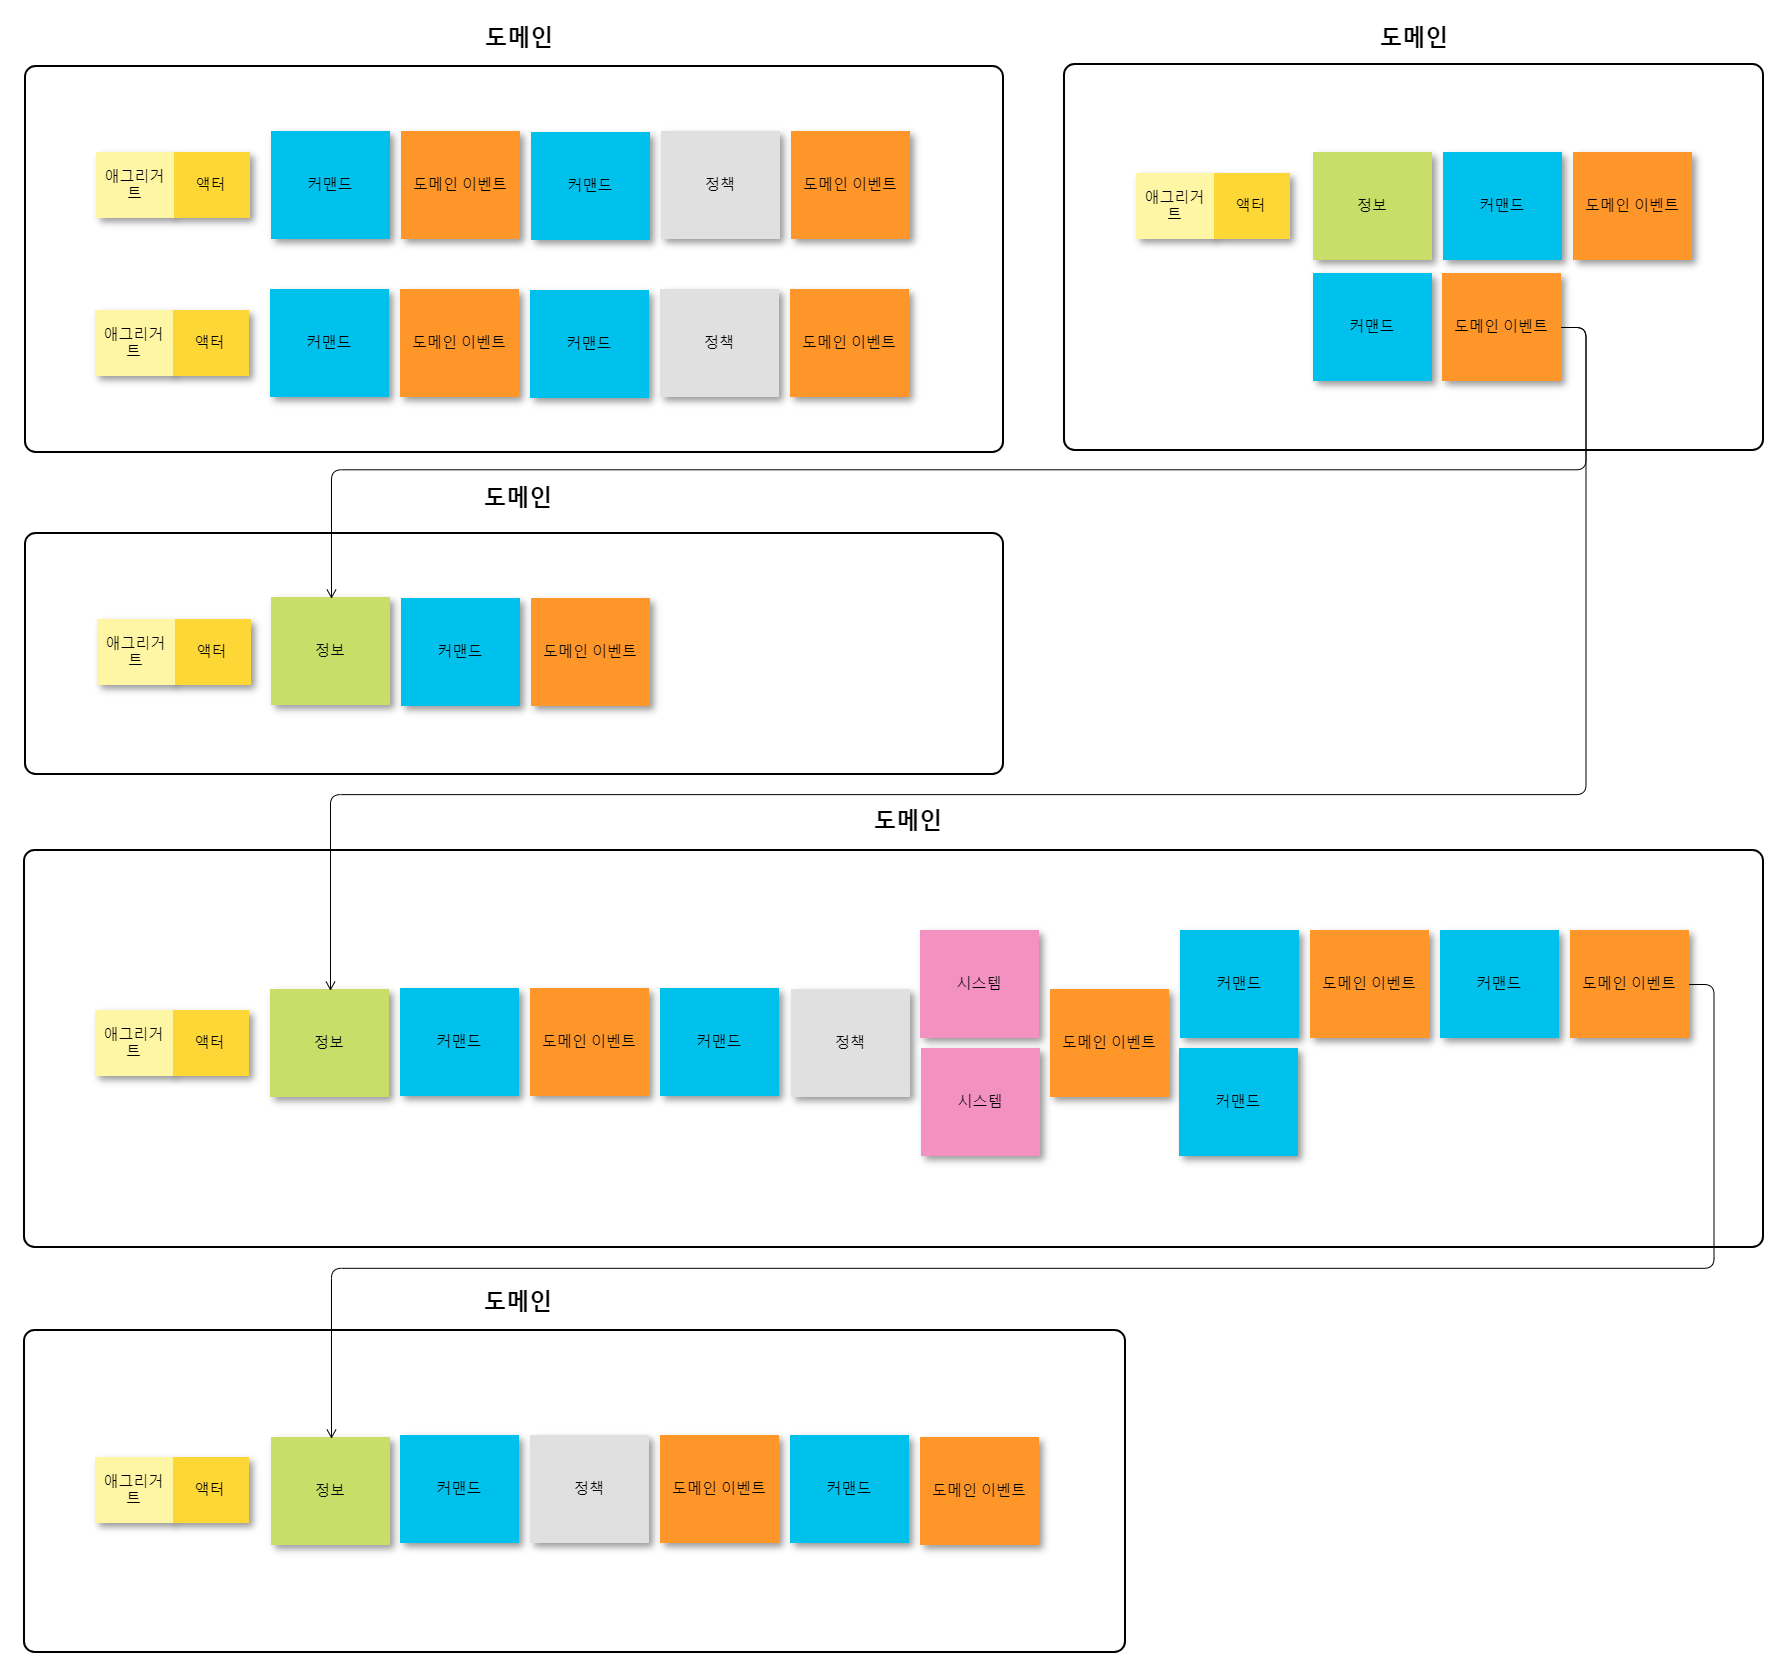 도메인
애그리거
트
액터
커맨드
도메인 이벤트
커맨드
정책
도메인 이벤트
애그리거
트
액터
커맨드
도메인 이벤트
커맨드
정책
도메인 이벤트
도메인
애그리거
트
액터
정보
커맨드
도메인 이벤트
커맨드
도메인 이벤트
도메인
애그리거
트
액터
정보
커맨드
도메인 이벤트
도메인
애그리거
트
액터
정보
커맨드
도메인 이벤트
커맨드
정책
시스템
시스템
도메인 이벤트
커맨드
도메인 이벤트
커맨드
도메인 이벤트
커맨드
도메인
애그리거
트
액터
정보
커맨드
정책
도메인 이벤트
커맨드
도메인 이벤트